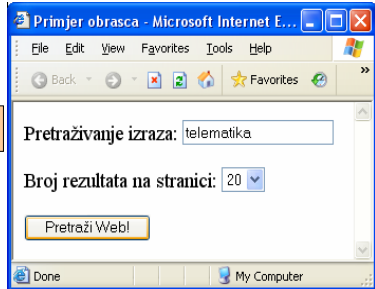 Primjer obrasca - Microsoft Internet E...
File Edit View Favorites Tools Help
Back Favorites »
Pretraživanje izraza: telematika
Broj rezultata na stranici: 20
Pretraži Web!
Done My Computer